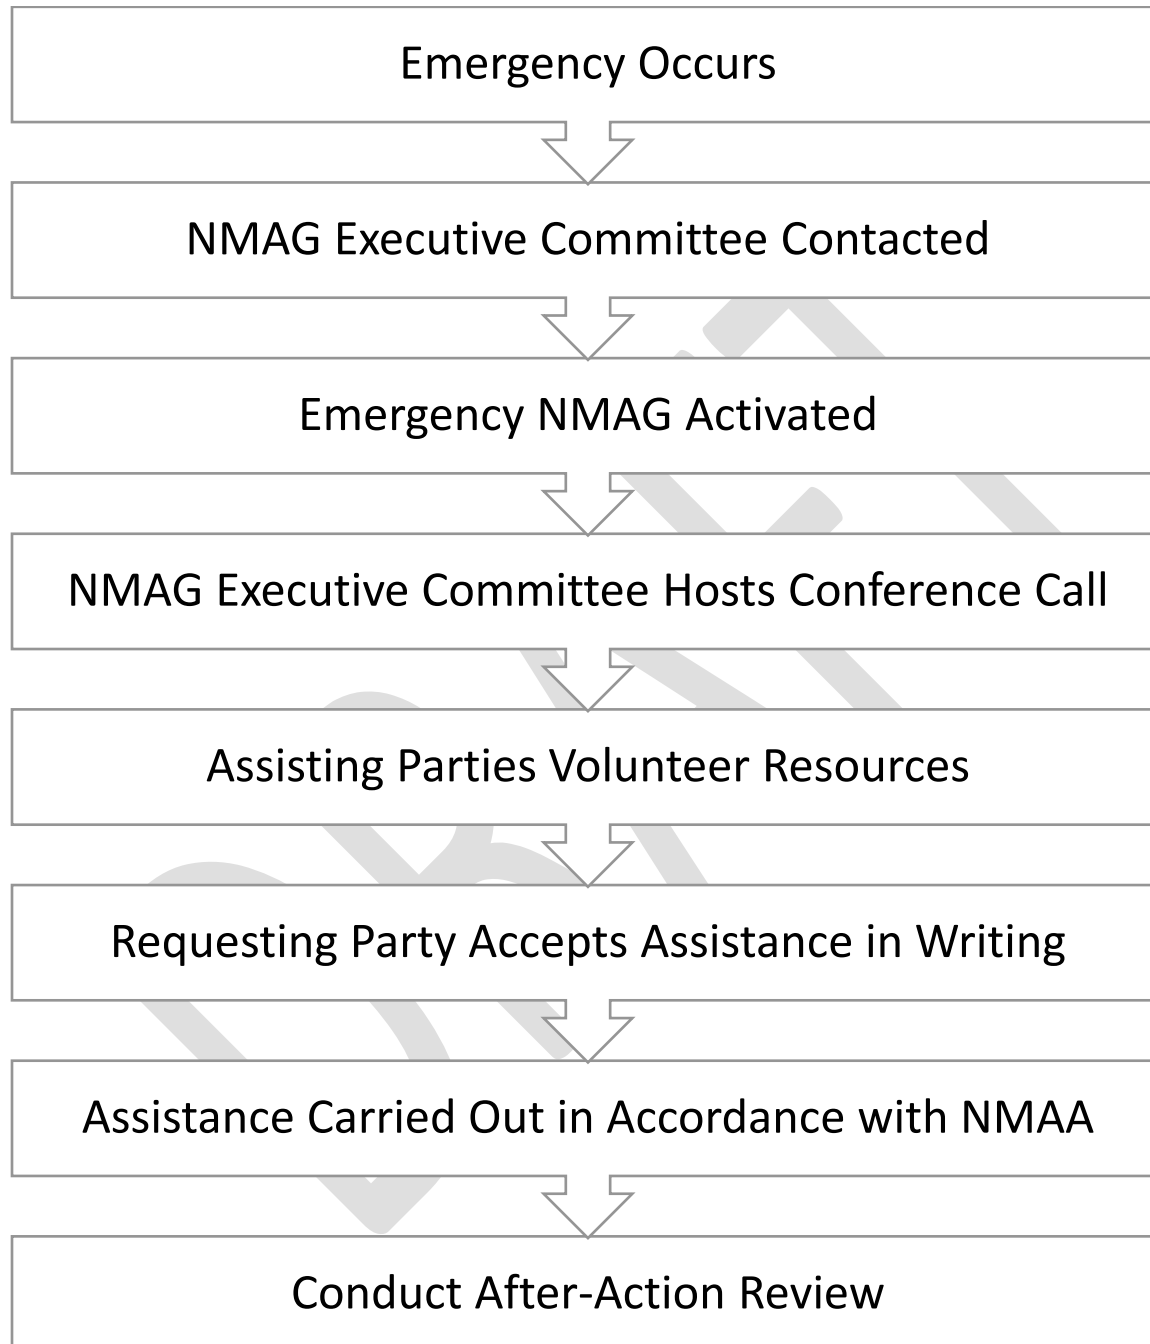 Emergency Occurs
NMAG Executive Committee Contacted
Emergency NMAG Activated
NMAG Executive Committee Hosts Conference Call
Assisting Parties Volunteer Resources
Requesting Party Accepts Assistance in Writing
Assistance Carried Out in Accordance with NMAA
Conduct After-Action Review
DRAFT